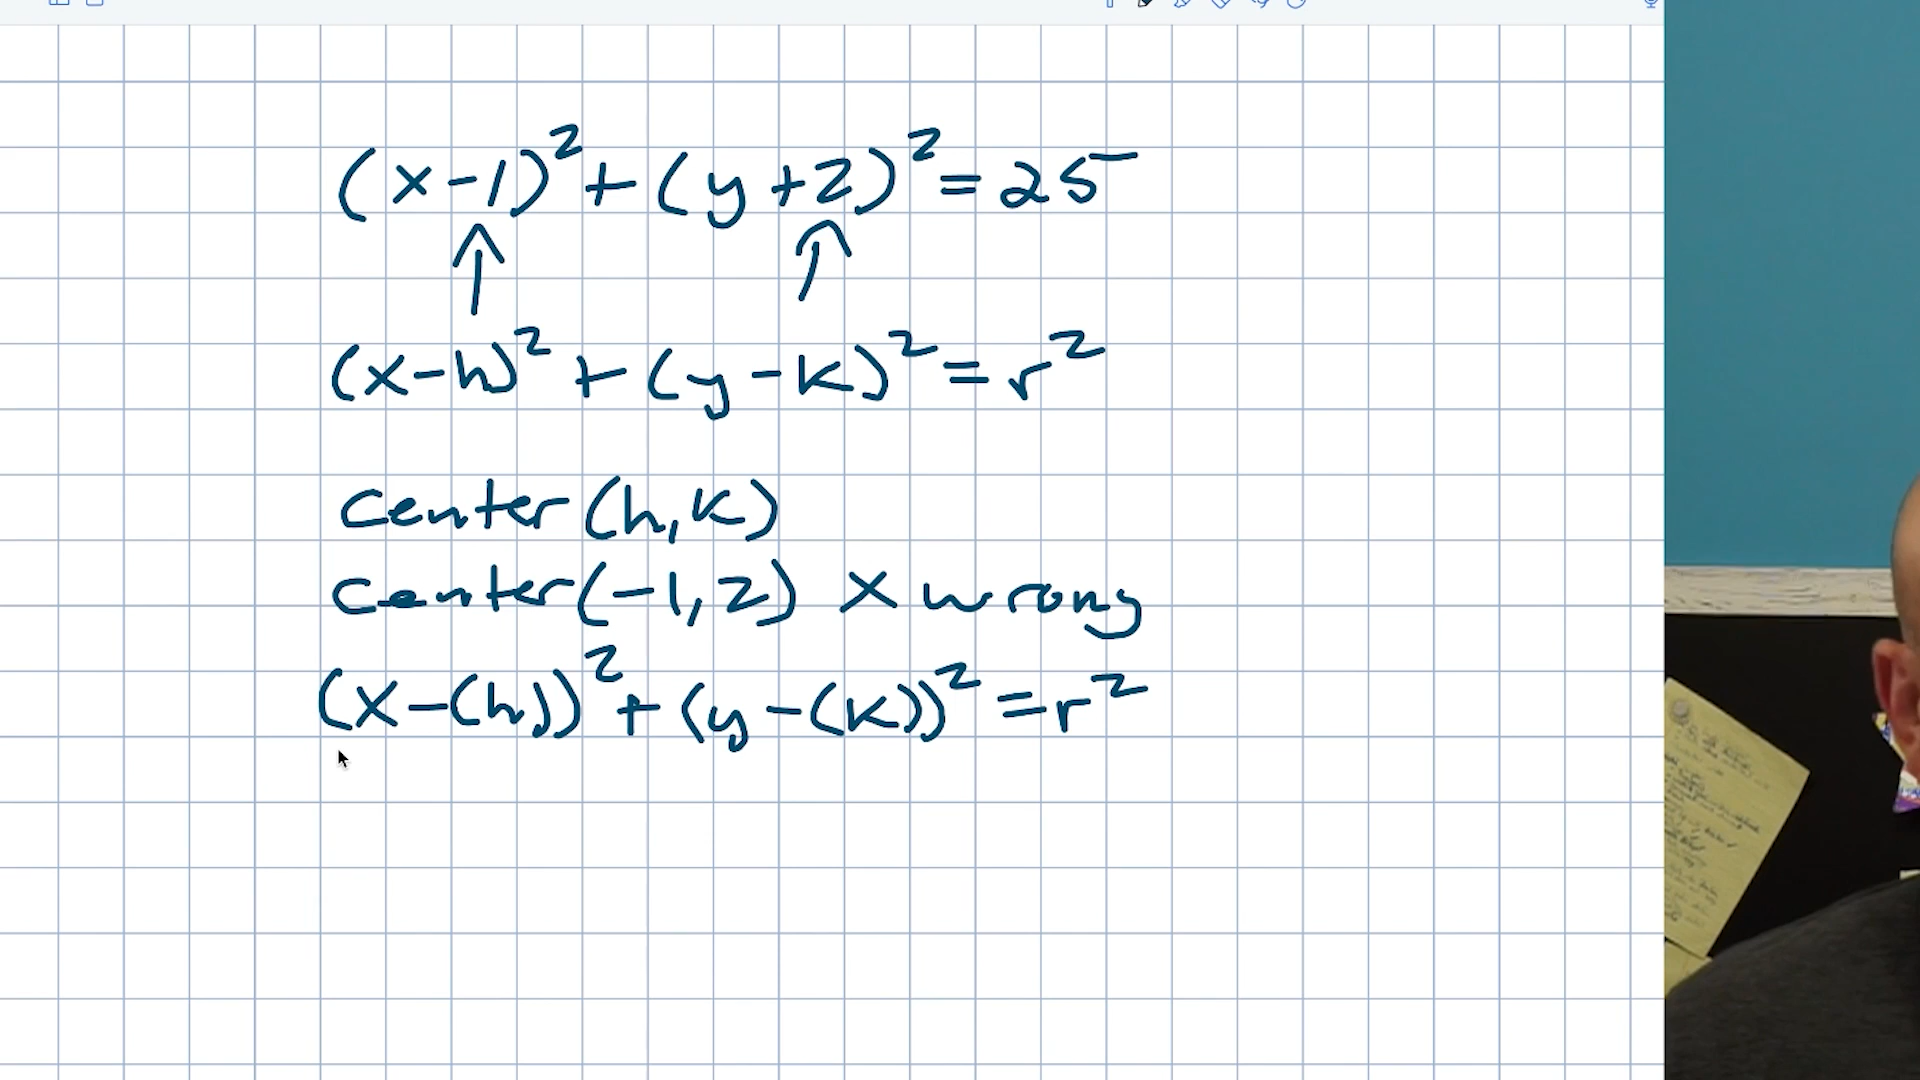 (x-1)²+(y+2)²=25
(x-h)²+(y-k)²=r²
center(h,k)
center(-1,2) X wrong
(x-(h))²+(y-(k))²=r²